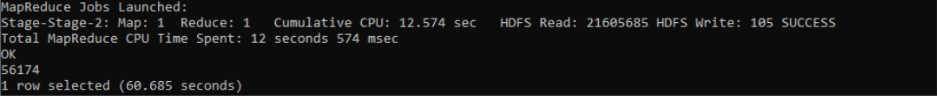 MapReduce Jobs Launched:
Stage-Stage-2: Map: 1  Reduce: 1   Cumulative CPU: 12.574 sec   HDFS Read: 21605685 HDFS Write: 105 SUCCESS
Total MapReduce CPU Time Spent: 12 seconds 574 msec
OK
56174
1 row selected (60.685 seconds)